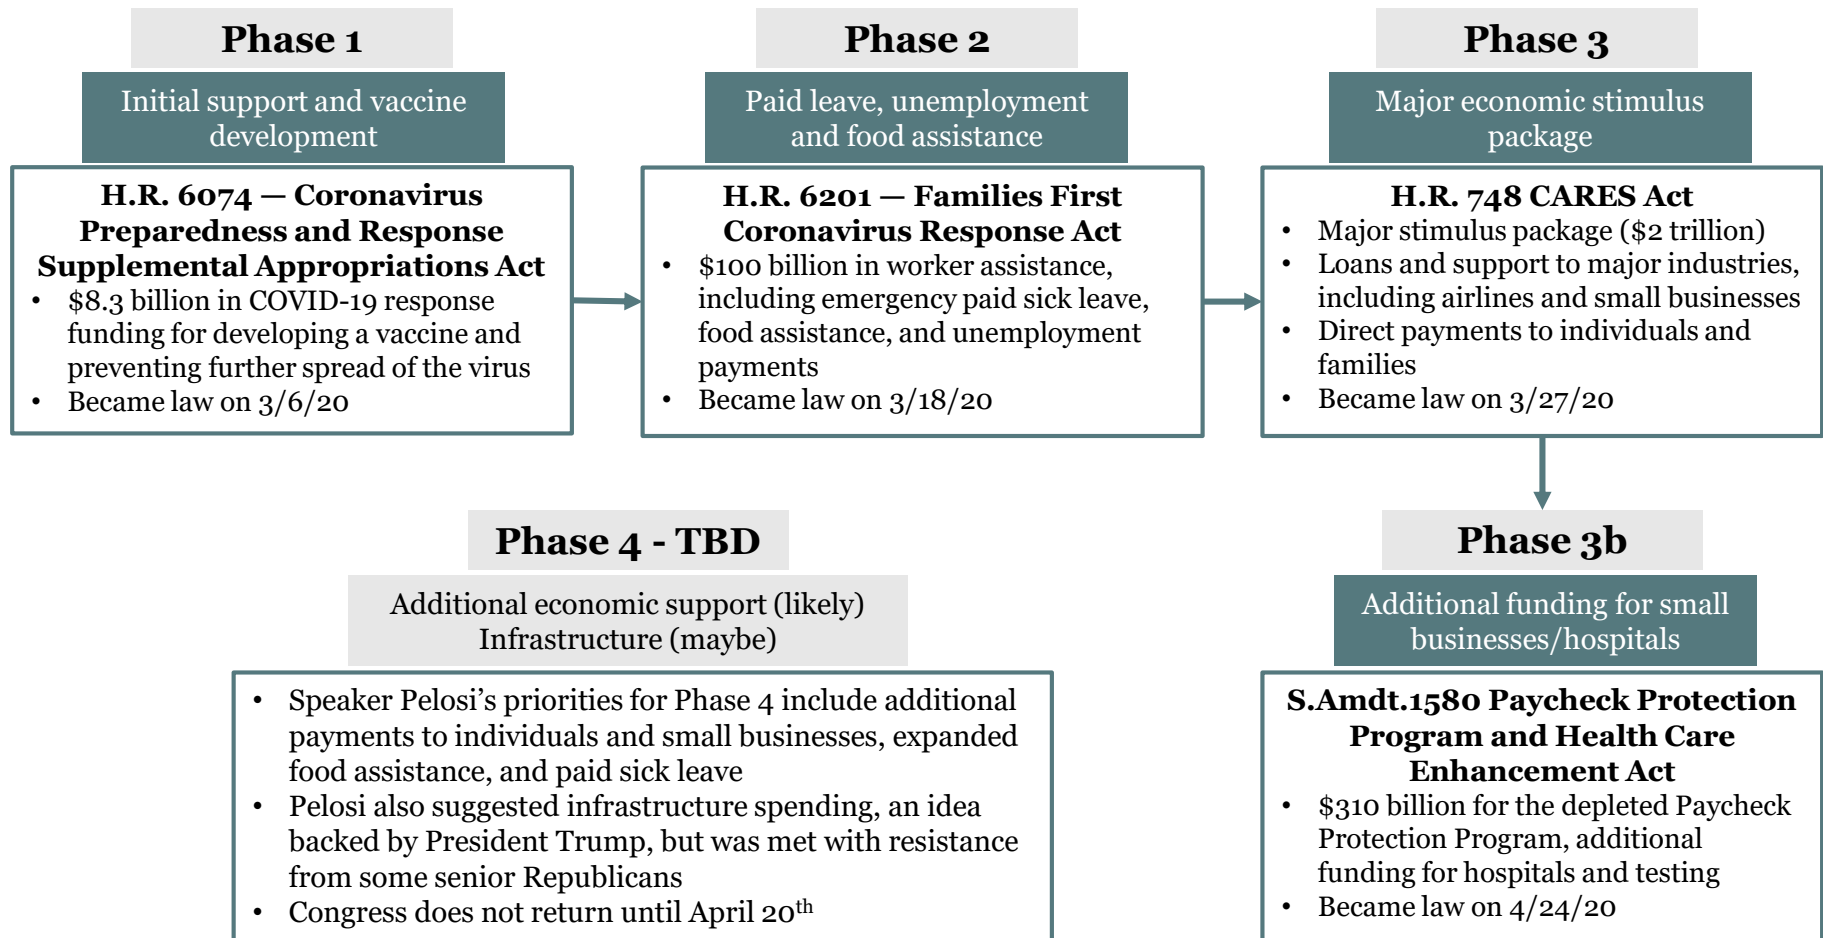 Phase 1
Initial support and vaccine
development
H.R. 6074 — Coronavirus
Preparedness and Response
Supplemental Appropriations Act
• $8.3 billion in COVID-19 response
funding for developing a vaccine and
preventing further spread of the virus
• Became law on 3/6/20
Phase 2
Paid leave, unemployment
and food assistance
H.R. 6201 — Families First
Coronavirus Response Act
• $100 billion in worker assistance,
including emergency paid sick leave,
food assistance, and unemployment
payments
• Became law on 3/18/20
Phase 3
Major economic stimulus
package
H.R. 748 CARES Act
• Major stimulus package ($2 trillion)
• Loans and support to major industries,
including airlines and small businesses
• Direct payments to individuals and
families
• Became law on 3/27/20
Phase 3b
Additional funding for small
businesses/hospitals
S.Amdt.1580 Paycheck Protection
Program and Health Care
Enhancement Act
• $310 billion for the depleted Paycheck
Protection Program, additional
funding for hospitals and testing
• Became law on 4/24/20
Phase 4 - TBD
Additional economic support (likely)
Infrastructure (maybe)
• Speaker Pelosi’s priorities for Phase 4 include additional
payments to individuals and small businesses, expanded
food assistance, and paid sick leave
• Pelosi also suggested infrastructure spending, an idea
backed by President Trump, but was met with resistance
from some senior Republicans
• Congress does not return until April 20th